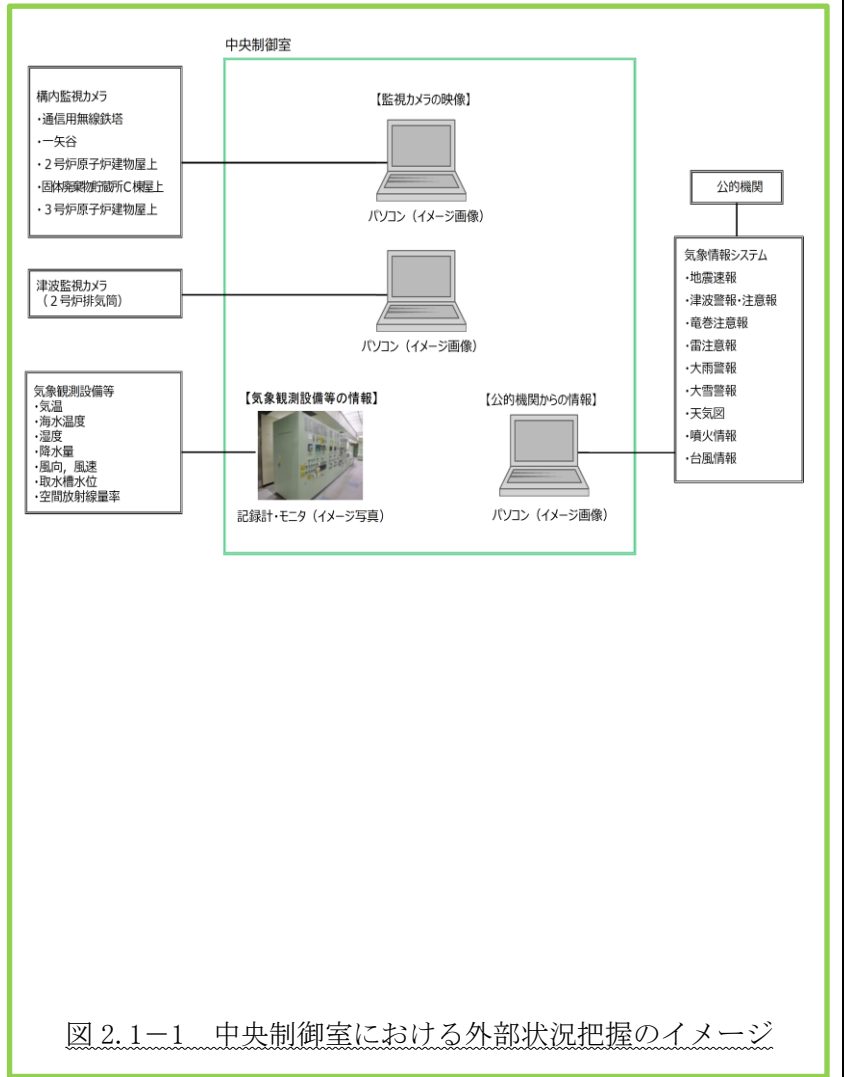 中央制御室
構内監視カメラ
・通信用無線鉄塔
・一矢谷
・２号炉原子炉建物屋上
・固体廃棄物貯蔵所Ｃ棟屋上
・３号炉原子炉建物屋上
【監視カメラの映像】
パソコン（イメージ画像）
津波監視カメラ
（２号炉排気筒）
パソコン（イメージ画像）
気象観測設備等
・気温
・海水温度
・湿度
・降水量
・風向，風速
・取水槽水位
・空間放射線量率
【気象観測設備等の情報】
記録計・モニタ（イメージ写真）
【公的機関からの情報】
パソコン（イメージ画像）
公的機関
気象情報システム
・地震速報
・津波警報・注意報
・竜巻注意報
・雷注意報
・大雨警報
・大雪警報
・天気図
・噴火情報
・台風情報
図 2.1－1　中央制御室における外部状況把握のイメージ